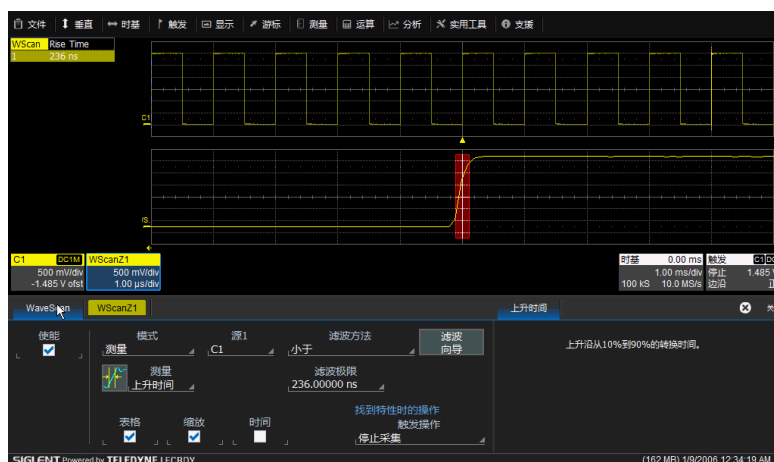 文件 垂直 时基 触发 显示 游标 测量 运算 分析 实用工具 支援
WScan Rise Time
1 236 ns
C1
C1 DC1M WScanZ1
500 mV/div 500 mV/div
-1.485 V ofst 1.00 µs/div
时基 0.00 ms 触发 C1
1.00 ms/div 停止 1.485
100 kS 10.0 MS/s 边沿
WaveScan WScanZ1 上升时间
使能 模式 源1 滤波方法 滤波
测量 C1 小于 向导
上升沿从10%到90%的转换时间。
测量 滤波极限
上升时间 236.00000 ns
找到特性时的操作
表格 缩放 时间 触发操作
停止采集
SIGLENT Powered by TELEDYNE LECROY (162 MB) 1/9/2006 12:34:19 AM